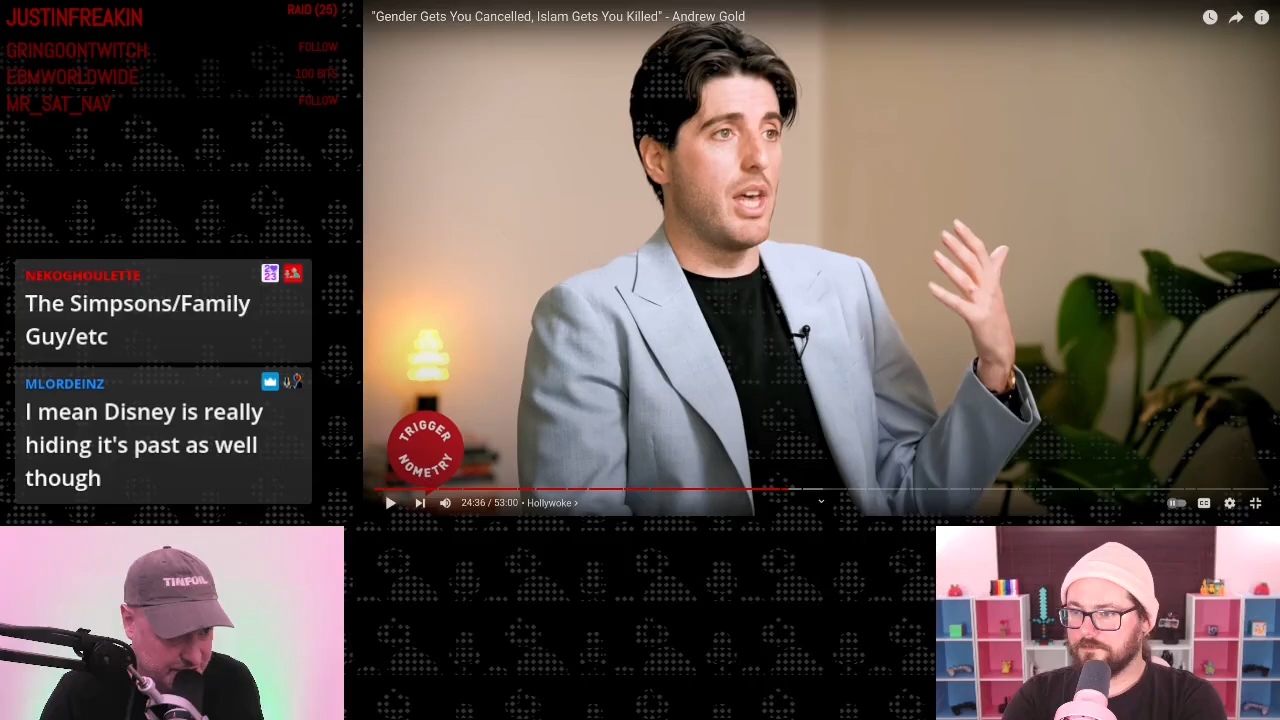 JUSTINFREAKIN RAID (25)
GRINGOONTWITCH FOLLOW
EBMWORLDWIDE 100 BITS
MR_SAT_NAV FOLLOW
"Gender Gets You Cancelled, Islam Gets You Killed" - Andrew Gold
NEKOGHOULETTE
The Simpsons/Family
Guy/etc
MLORDEINZ
I mean Disney is really
hiding it's past as well
though
TRIGGER
NOMETRY
24:36 / 53:00 • Hollywoke >
CC
TINFOIL